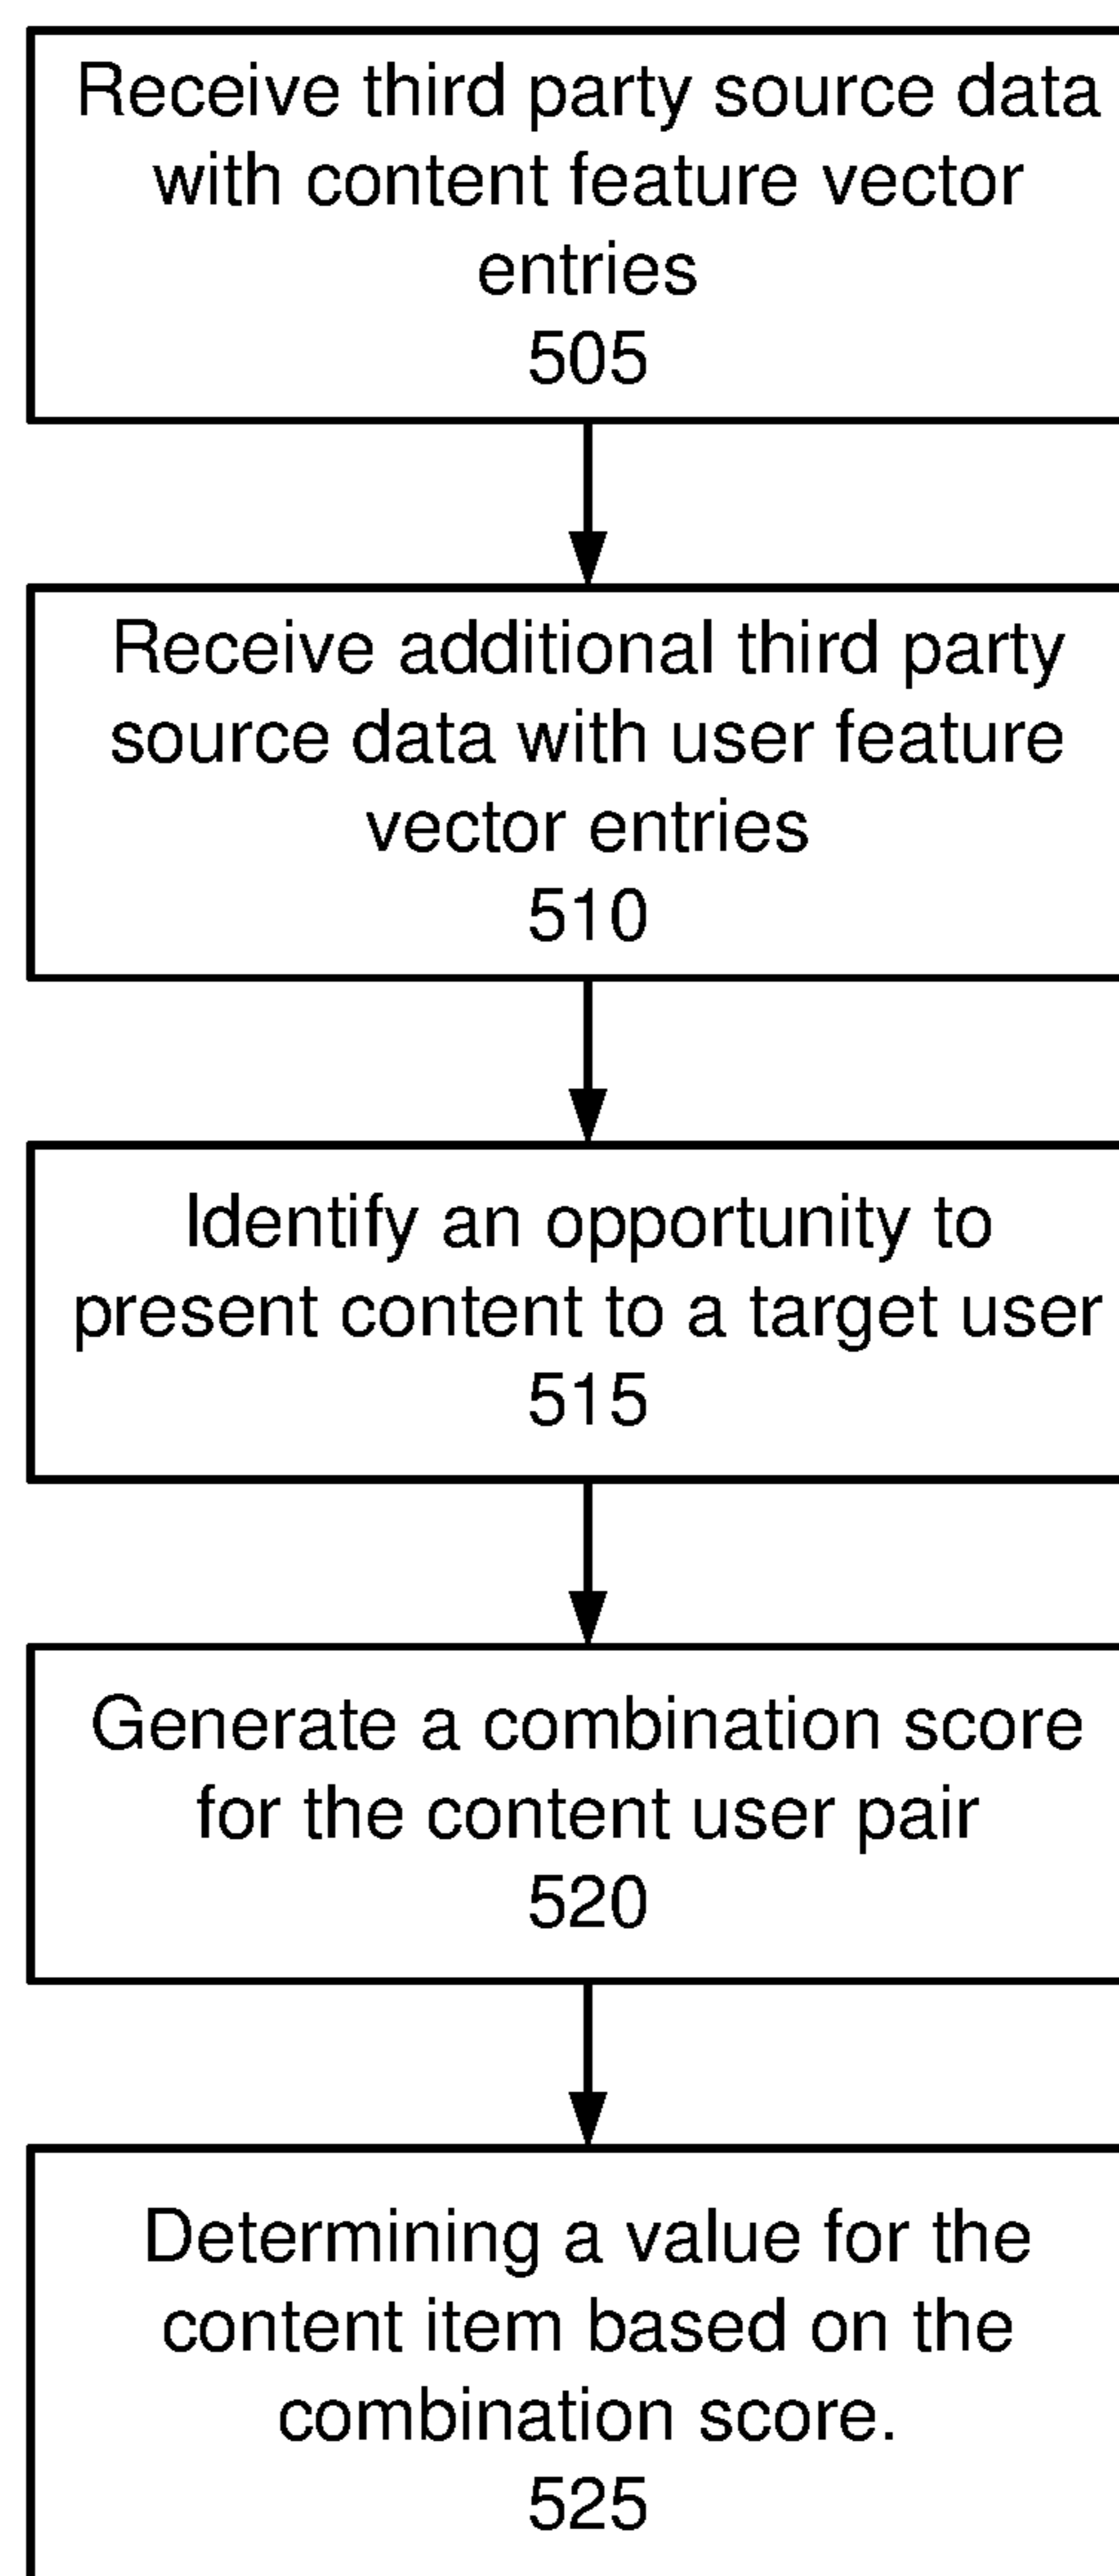 Receive third party source data
with content feature vector
entries
505
Receive additional third party
source data with user feature
vector entries
510
Identify an opportunity to
present content to a target user
515
Generate a combination score
for the content user pair
520
Determining a value for the
content item based on the
combination score.
525